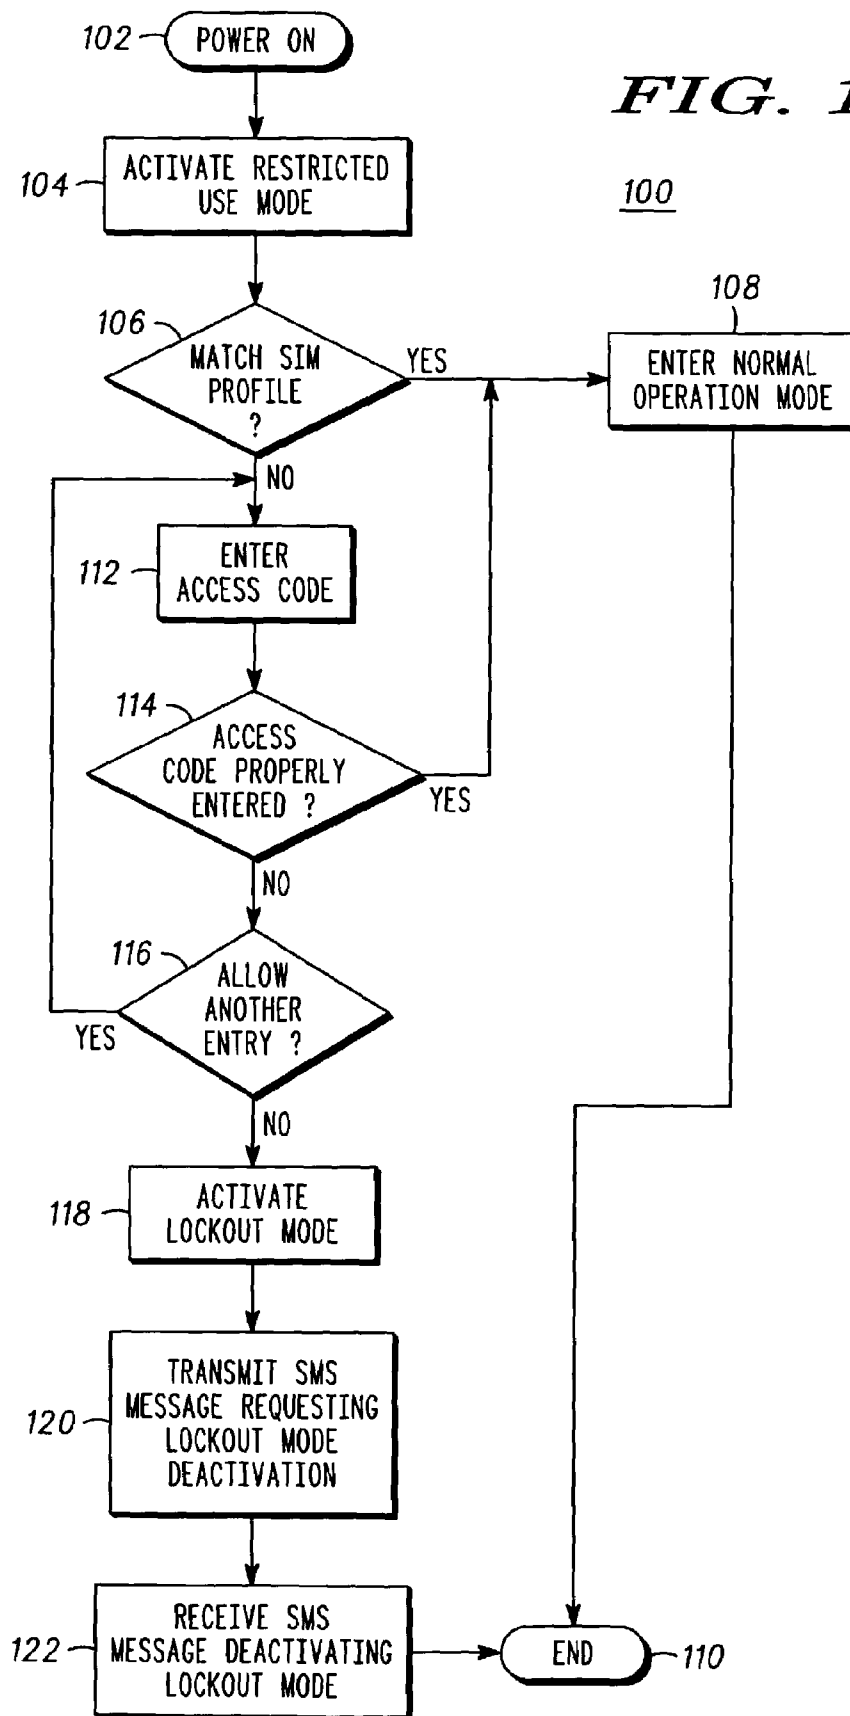 102
POWER ON
FIG. 1
104
ACTIVATE RESTRICTED
USE MODE
100
106
MATCH SIM
PROFILE
?
YES
108
ENTER NORMAL
OPERATION MODE
NO
112
ENTER
ACCESS CODE
114
ACCESS
CODE PROPERLY
ENTERED ?
YES
NO
116
ALLOW
ANOTHER
ENTRY ?
YES
NO
118
ACTIVATE
LOCKOUT MODE
120
TRANSMIT SMS
MESSAGE REQUESTING
LOCKOUT MODE
DEACTIVATION
122
RECEIVE SMS
MESSAGE DEACTIVATING
LOCKOUT MODE
END
110